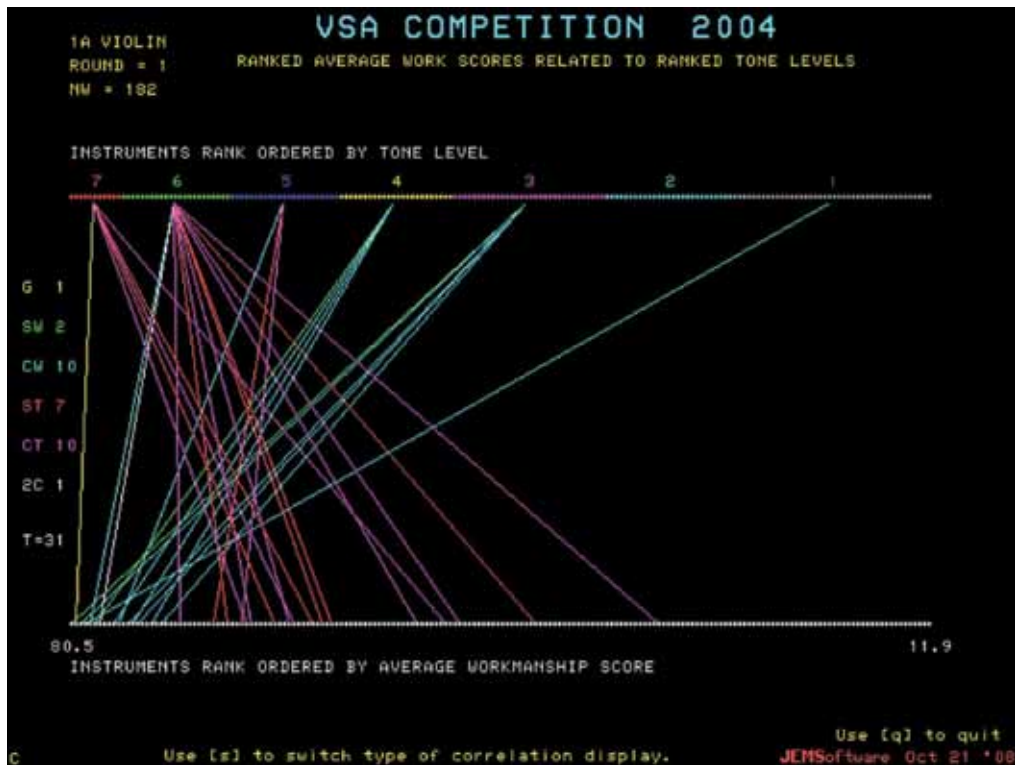 VSA COMPETITION 2004
1A VIOLIN
ROUND = 1
NW = 182
RANKED AVERAGE WORK SCORES RELATED TO RANKED TONE LEVELS
INSTRUMENTS RANK ORDERED BY TONE LEVEL
7 6 5 4 3 2 1
G 1
SW 2
CW 10
ST 7
CT 10
2C 1
T=31
80.5 11.9
INSTRUMENTS RANK ORDERED BY AVERAGE WORKMANSHIP SCORE
Use [q] to quit
C Use [s] to switch type of correlation display. JEMSoftware Oct 21 '08